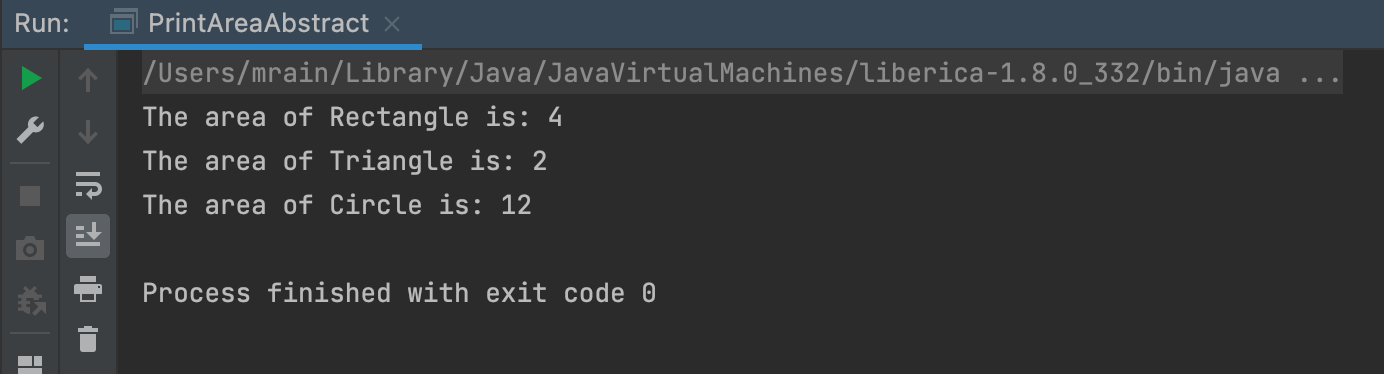 Run: PrintAreaAbstract
/Users/mrain/Library/Java/JavaVirtualMachines/liberica-1.8.0_332/bin/java ...
The area of Rectangle is: 4
The area of Triangle is: 2
The area of Circle is: 12
Process finished with exit code 0